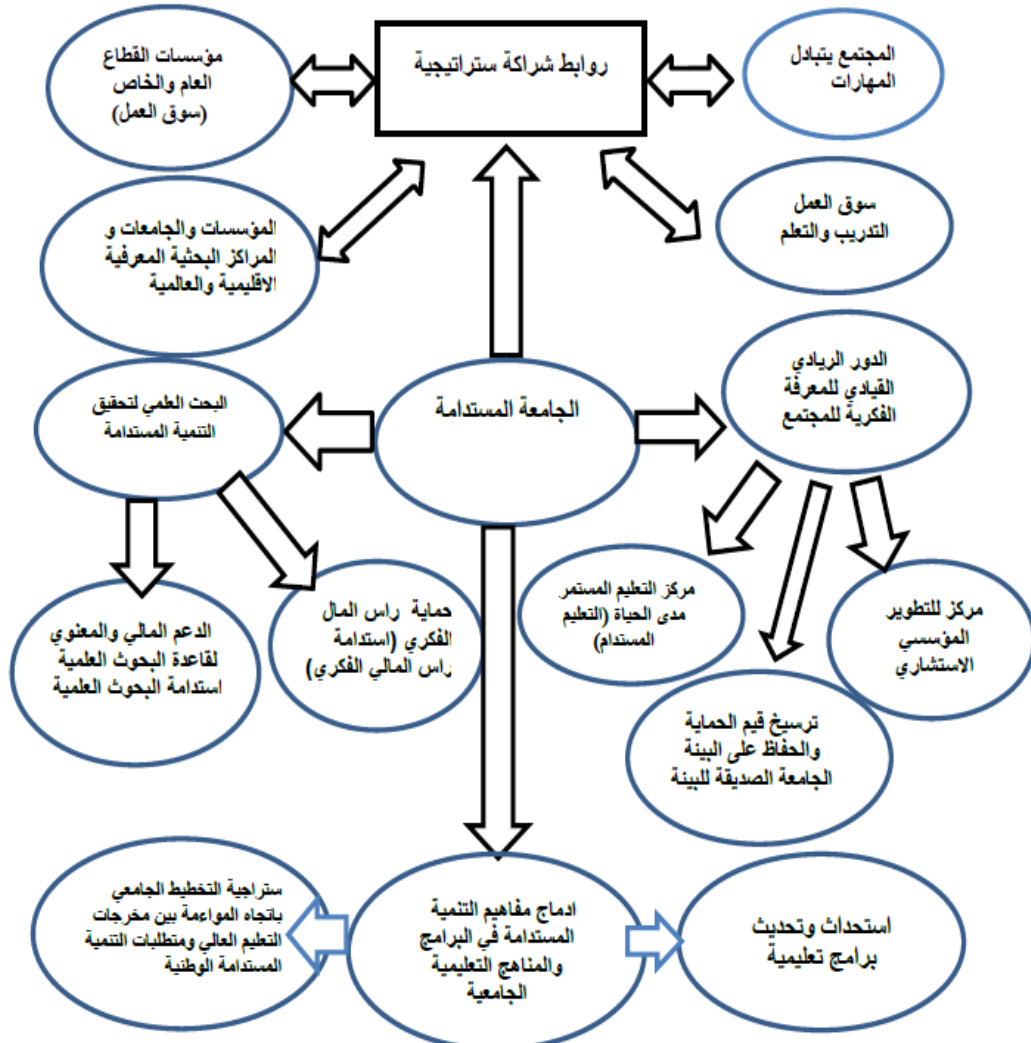 المجتمع يتبادل
المهارات
روابط شراكة ستراتيجية
مؤسسات القطاع
العام والخاص
(سوق العمل)
سوق العمل
التدريب والتعلم
المؤسسات والجامعات و
المراكز البحثية المعرفية
الاقليمية والعالمية
الدور الريادي
القيادي للمعرفة
الفكرية للمجتمع
الجامعة المستدامة
البحث العلمي لتحقيق
التنمية المستدامة
مركز للتطوير
المؤسسي
الاستشاري
مركز التعليم المستمر
مدى الحياة (التعليم
المستدام)
حماية راس المال
الفكري (استدامة
راس المالي الفكري)
الدعم المالي والمعنوي
لقاعدة البحوث العلمية
استدامة البحوث العلمية
ترسيخ قيم الحماية
والحفاظ على البيئة
الجامعة الصديقة للبيئة
استحداث وتحديث
برامج تعليمية
ادماج مفاهيم التنمية
المستدامة في البرامج
والمناهج التعليمية
الجامعية
ستراجية التخطيط الجامعي
باتجاه المواءمة بين مخرجات
التعليم العالي ومتطلبات التنمية
المستدامة الوطنية